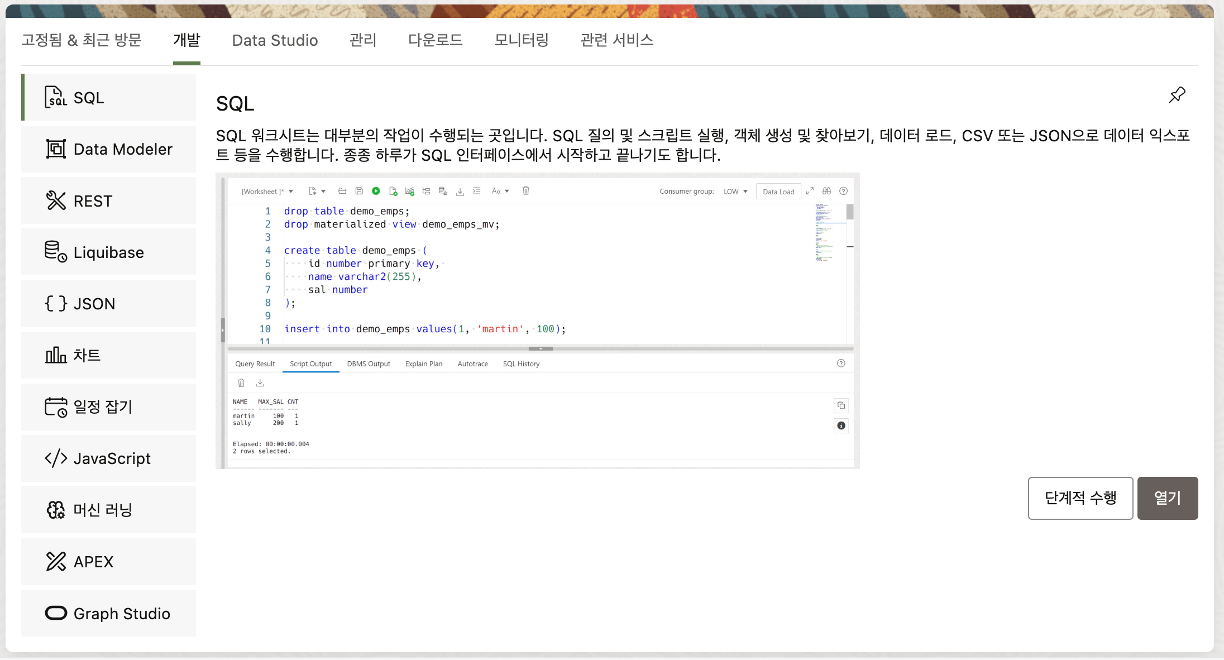 고정됨 & 최근 방문 개발 Data Studio 관리 다운로드 모니터링 관련 서비스
SQL
Data Modeler
REST
Liquibase
{ } JSON
차트
일정 잡기
</> JavaScript
머신 러닝
APEX
Graph Studio
SQL
SQL 워크시트는 대부분의 작업이 수행되는 곳입니다. SQL 질의 및 스크립트 실행, 객체 생성 및 찾아보기, 데이터 로드, CSV 또는 JSON으로 데이터 익스포
트 등을 수행합니다. 종종 하루가 SQL 인터페이스에서 시작하고 끝나기도 합니다.
[Worksheet ]* Aa Consumer group: LOW Data Load
1 drop table demo_emps;
2 drop materialized view demo_emps_mv;
3
4 create table demo_emps (
5 id number primary key,
6 name varchar2(255),
7 sal number
8 );
9
10 insert into demo_emps values(1, 'martin', 100);
11
Query Result Script Output DBMS Output Explain Plan Autotrace SQL History
NAME MAX_SAL CNT
------ ------- ---
martin 100 1
sally 200 1
Elapsed: 00:00:00.004
2 rows selected.
단계적 수행 열기